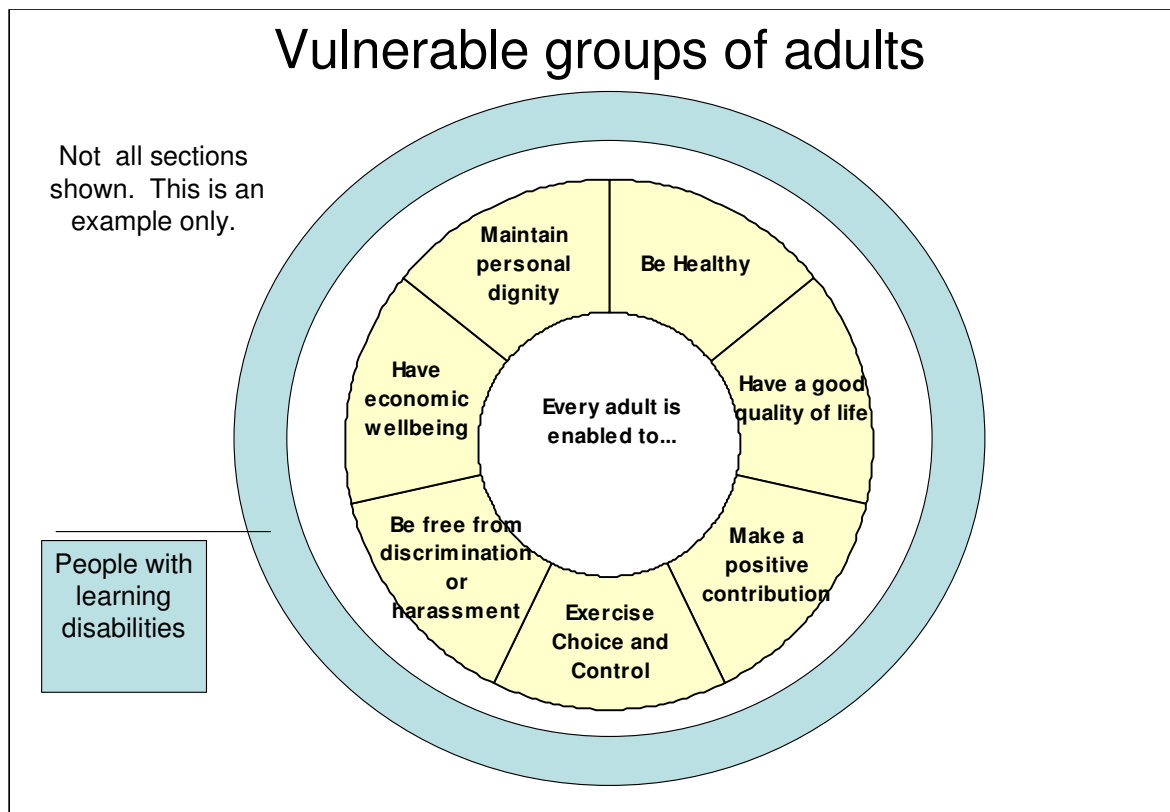 Vulnerable groups of adults
Not all sections
shown. This is an
example only.
Maintain
personal
dignity
Be Healthy
Have a good
quality of life
Make a
positive
contribution
Exercise
Choice and
Control
Be free from
discrimination
or
harassment
Have
economic
wellbeing
Every adult is
enabled to...
People with
learning
disabilities